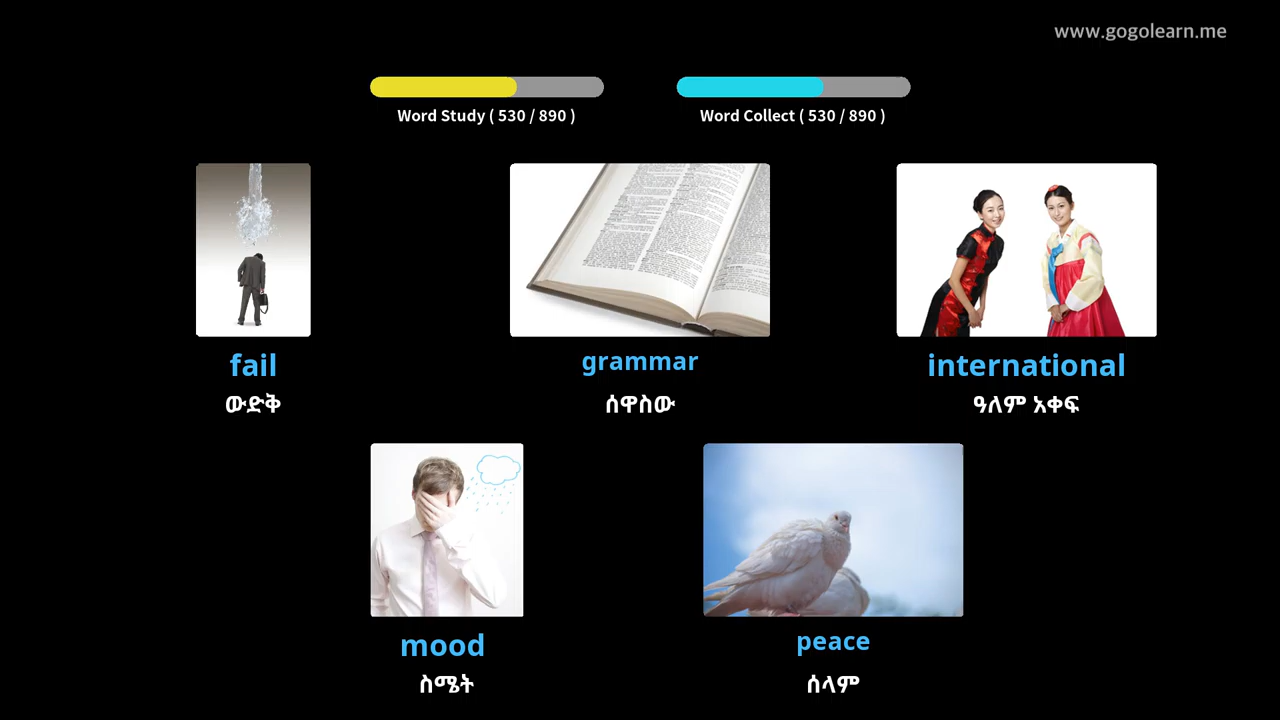 www.gogolearn.me
Word Study ( 530 / 890 )
Word Collect ( 530 / 890 )
fail
ውድቅ
grammar
ሰዋስው
international
ዓለም አቀፍ
mood
ስሜት
peace
ሰላም